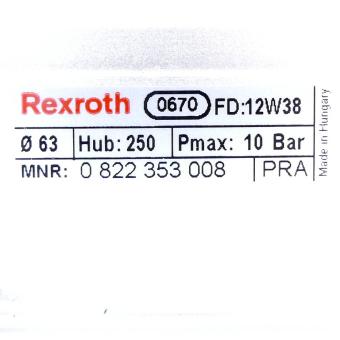 Rexroth 0670 FD:12W38
Ø 63 Hub: 250 Pmax: 10 Bar
MNR: 0 822 353 008 PRA
Made in Hungary